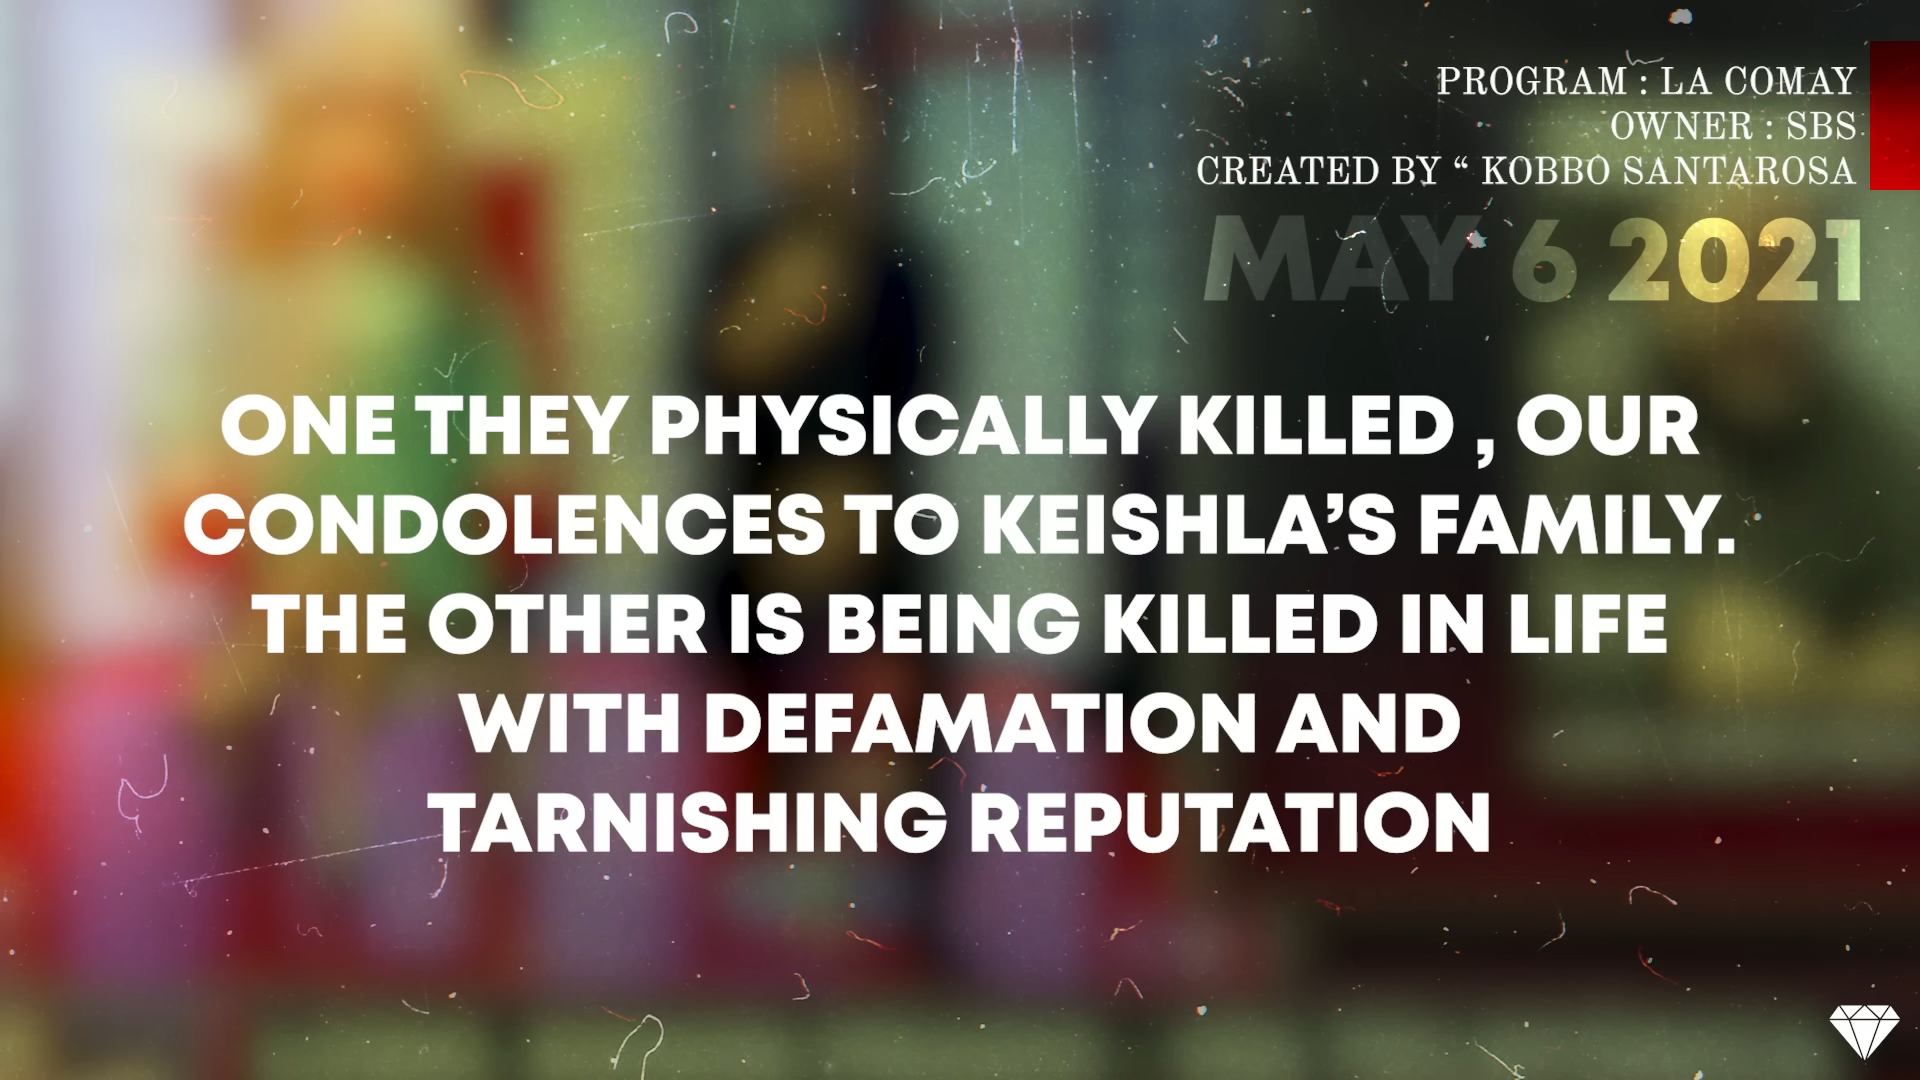 PROGRAM : LA COMAY
OWNER : SBS
CREATED BY “ KOBBO SANTAROSA
MAY 6 2021
ONE THEY PHYSICALLY KILLED , OUR
CONDOLENCES TO KEISHLA’S FAMILY.
THE OTHER IS BEING KILLED IN LIFE
WITH DEFAMATION AND
TARNISHING REPUTATION